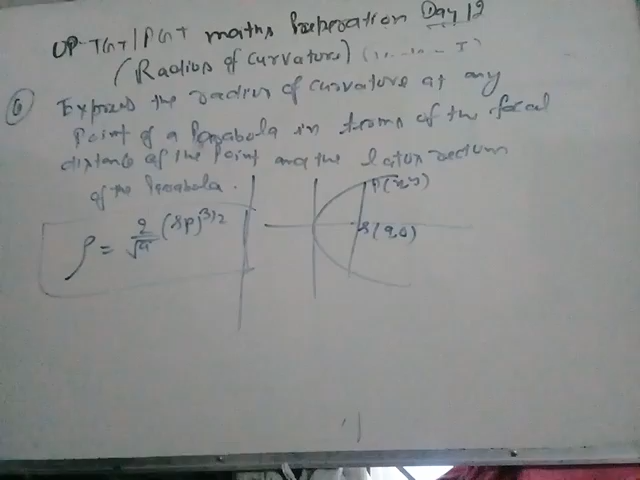 UP-TGT/PGT maths Preparation Day 12
(Radius of curvature)
⑥ Express the radius of curvature at any
Point of a Parabola in terms of the focal
distance of the Point and the latus rectum
of the Parabola.
P(x,y)
S(a,0)
ρ = 2/√a (SP)^3/2